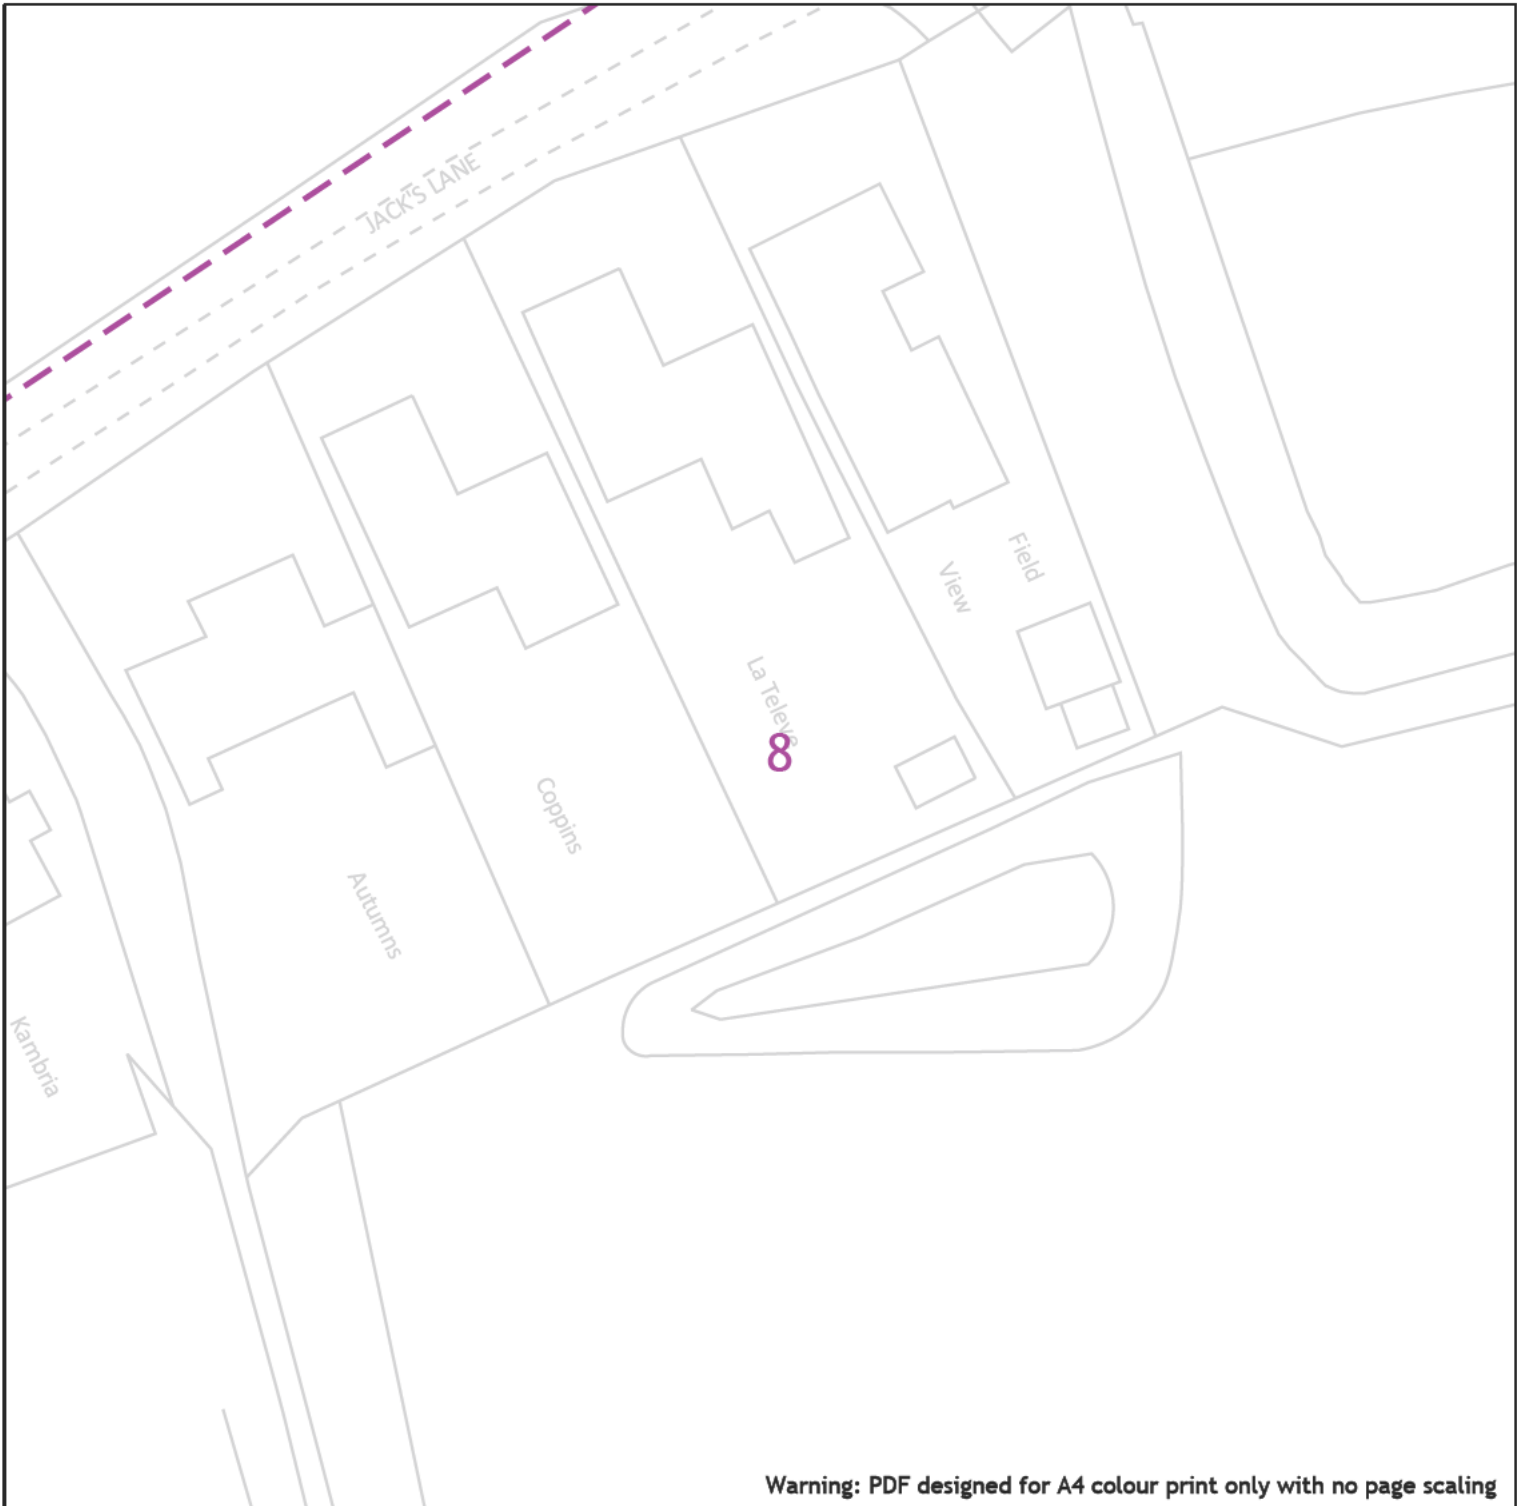 JACK'S LANE
Field
View
La Televe
8
Coppins
Autumns
Kambria
Warning: PDF designed for A4 colour print only with no page scaling